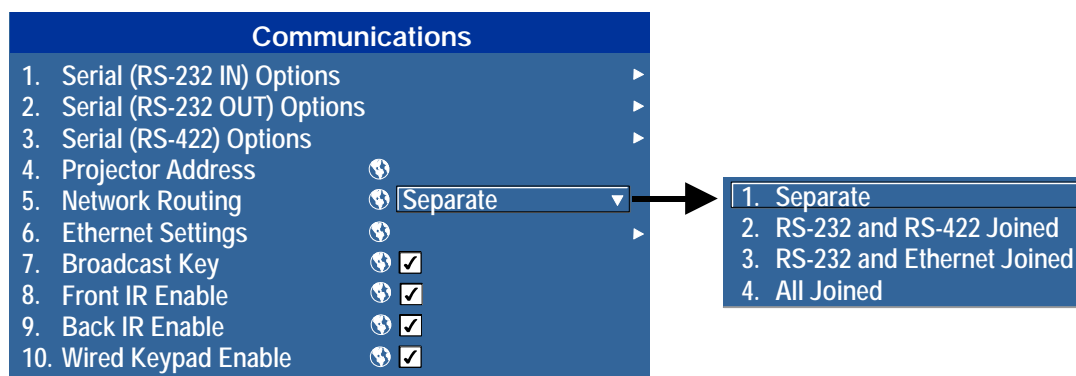 Communications
1. Serial (RS-232 IN) Options
2. Serial (RS-232 OUT) Options
3. Serial (RS-422) Options
4. Projector Address
5. Network Routing Separate
6. Ethernet Settings
7. Broadcast Key
8. Front IR Enable
9. Back IR Enable
10. Wired Keypad Enable
1. Separate
2. RS-232 and RS-422 Joined
3. RS-232 and Ethernet Joined
4. All Joined